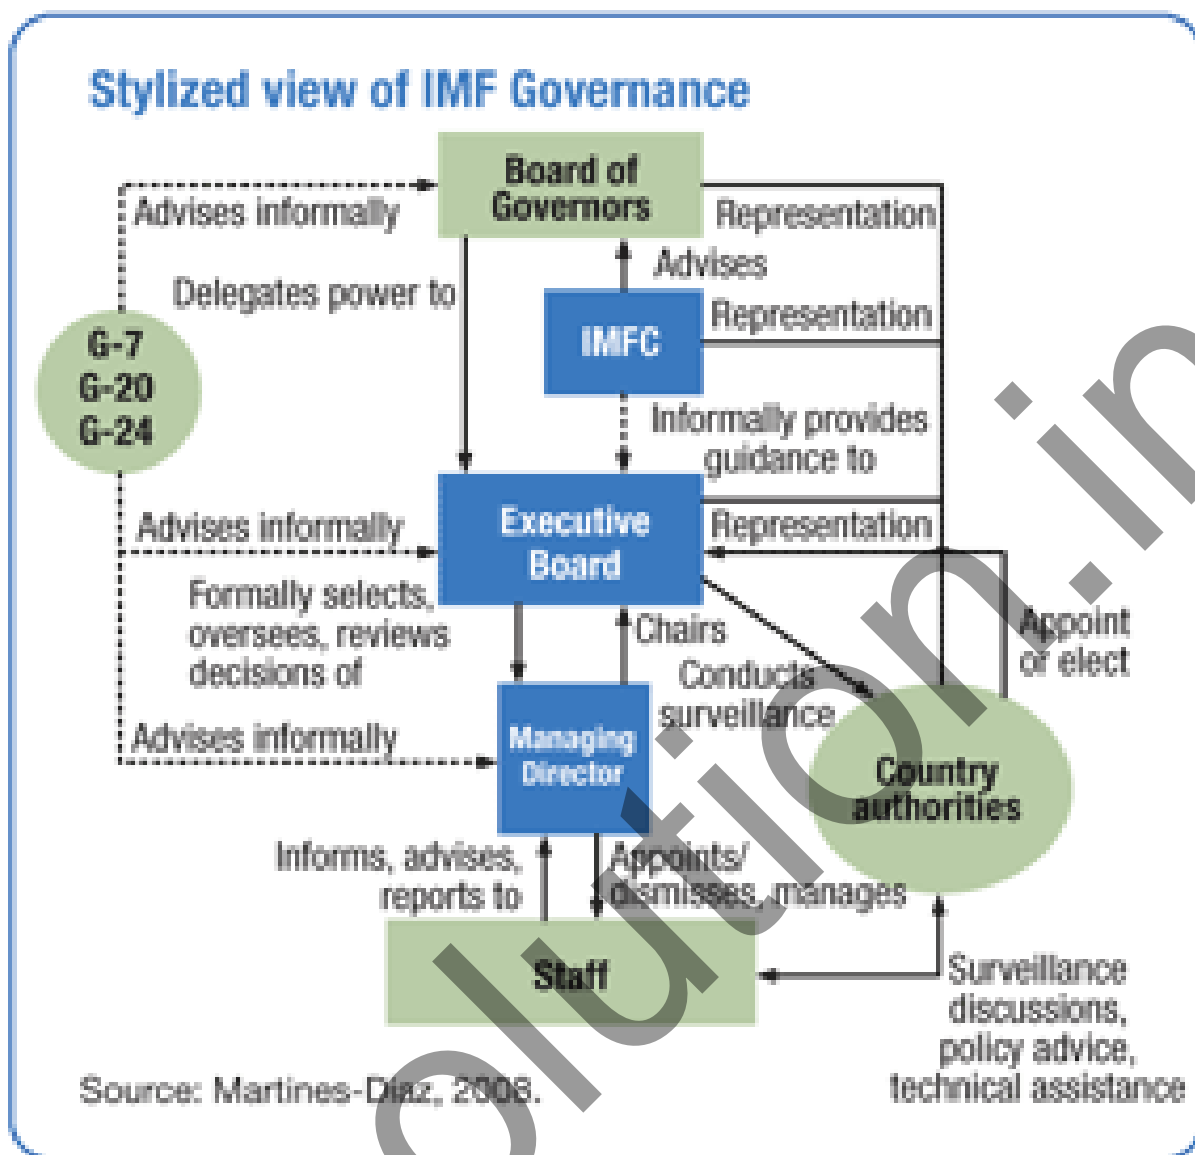 Stylized view of IMF Governance
Board of
Governors
Advises informally
Representation
Advises
Delegates power to
Representation
IMFC
G-7
G-20
G-24
Informally provides
guidance to
Executive
Board
Advises informally
Representation
Formally selects,
oversees, reviews
decisions of
Chairs
Appoint
or elect
Conducts
surveillance
Advises informally
Managing
Director
Country
authorities
Informs, advises,
reports to
Appoints/
dismisses, manages
Staff
Surveillance
discussions,
policy advice,
technical assistance
Source: Martines-Diaz, 2008.
olution.in